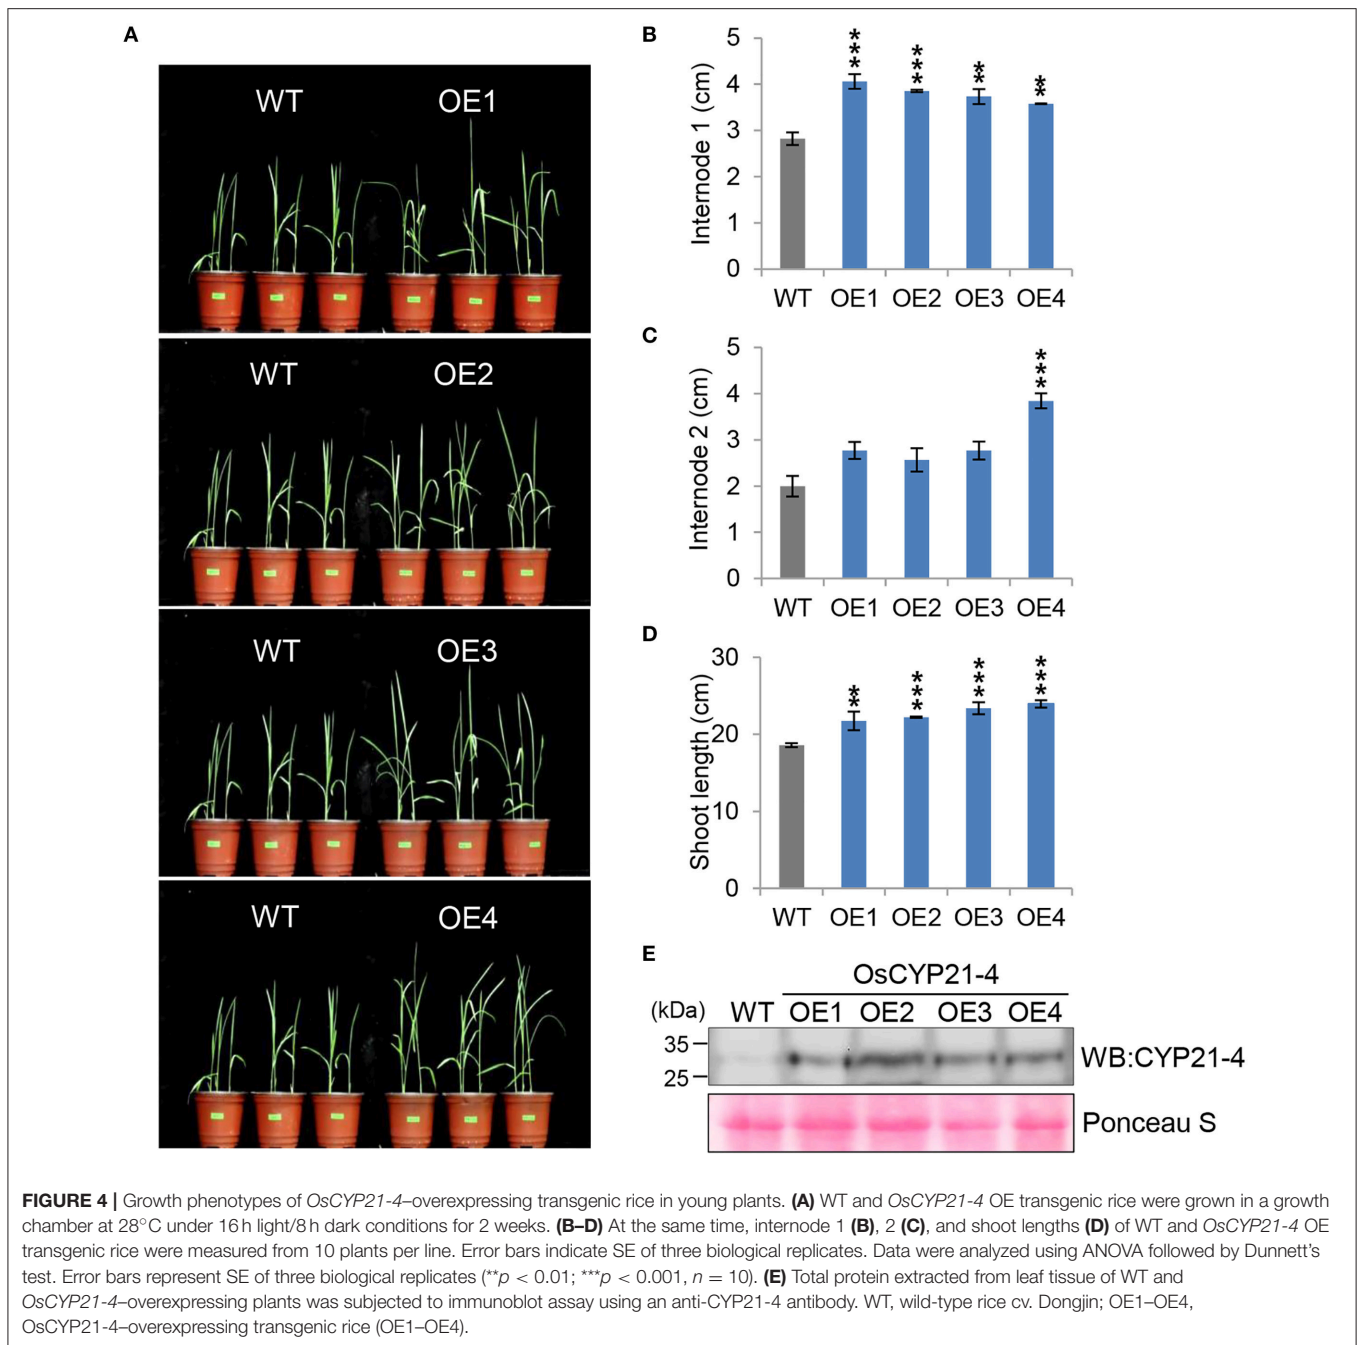 A
WT OE1
WT OE2
WT OE3
WT OE4
B
Internode 1 (cm)
5
4
3
2
1
0
***
***
**
**
WT OE1 OE2 OE3 OE4
C
Internode 2 (cm)
5
4
3
2
1
0
***
WT OE1 OE2 OE3 OE4
D
Shoot length (cm)
30
20
10
0
**
***
***
***
WT OE1 OE2 OE3 OE4
E
OsCYP21-4
(kDa) WT OE1 OE2 OE3 OE4
35
25
WB:CYP21-4
Ponceau S
FIGURE 4 | Growth phenotypes of OsCYP21-4–overexpressing transgenic rice in young plants. (A) WT and OsCYP21-4 OE transgenic rice were grown in a growth
chamber at 28°C under 16 h light/8 h dark conditions for 2 weeks. (B–D) At the same time, internode 1 (B), 2 (C), and shoot lengths (D) of WT and OsCYP21-4 OE
transgenic rice were measured from 10 plants per line. Error bars indicate SE of three biological replicates. Data were analyzed using ANOVA followed by Dunnett's
test. Error bars represent SE of three biological replicates (**p < 0.01; ***p < 0.001, n = 10). (E) Total protein extracted from leaf tissue of WT and
OsCYP21-4–overexpressing plants was subjected to immunoblot assay using an anti-CYP21-4 antibody. WT, wild-type rice cv. Dongjin; OE1–OE4,
OsCYP21-4–overexpressing transgenic rice (OE1–OE4).